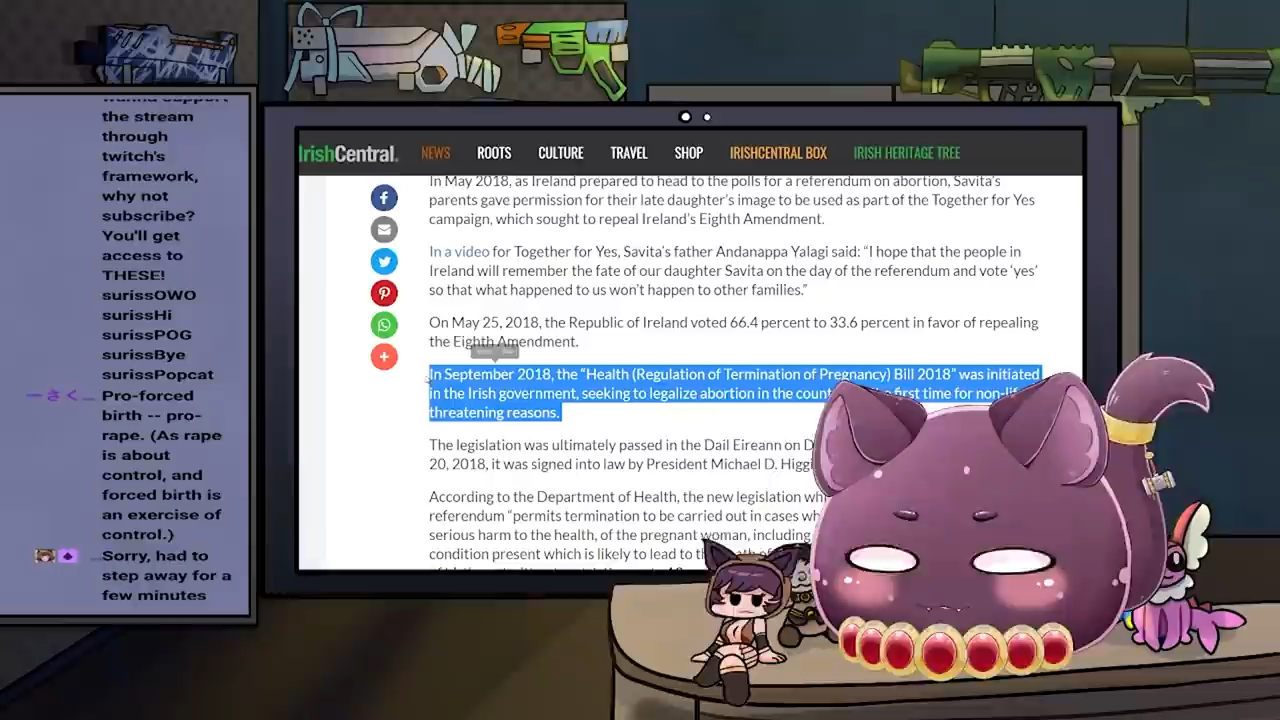 wanna support
the stream
through
twitch's
framework,
why not
subscribe?
You'll get
access to
THESE!
surissOWO
surissHi
surissPOG
surissBye
surissPopcat
ーさく_ Pro-forced
birth -- pro-
rape. (As rape
is about
control, and
forced birth is
an exercise of
control.)
Sorry, had to
step away for a
few minutes
IrishCentral.
NEWS
ROOTS
CULTURE
TRAVEL
SHOP
IRISHCENTRAL BOX
IRISH HERITAGE TREE
In May 2018, as Ireland prepared to head to the polls for a referendum on abortion, Savita's
parents gave permission for their late daughter's image to be used as part of the Together for Yes
campaign, which sought to repeal Ireland's Eighth Amendment.
In a video for Together for Yes, Savita's father Andanappa Yalagi said: “I hope that the people in
Ireland will remember the fate of our daughter Savita on the day of the referendum and vote ‘yes’
so that what happened to us won't happen to other families.”
On May 25, 2018, the Republic of Ireland voted 66.4 percent to 33.6 percent in favor of repealing
the Eighth Amendment.
In September 2018, the “Health (Regulation of Termination of Pregnancy) Bill 2018” was initiated
in the Irish government, seeking to legalize abortion in the first time for
threatening reasons.
The legislation was ultimately passed in the Dail Eireann on
20, 2018, it was signed into law by President Michael D.
According to the Department of Health, the new legislation
referendum “permits termination to be carried out in cases
serious harm to the health, of the pregnant woman, including
condition present which is likely to lead to